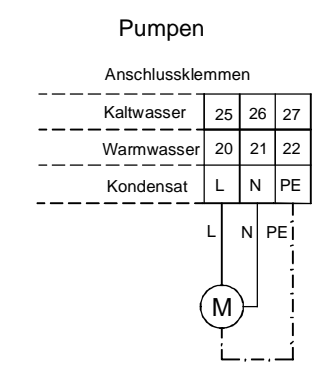 Pumpen
Anschlussklemmen
Kaltwasser 25 26 27
Warmwasser 20 21 22
Kondensat L N PE
L N PE
M